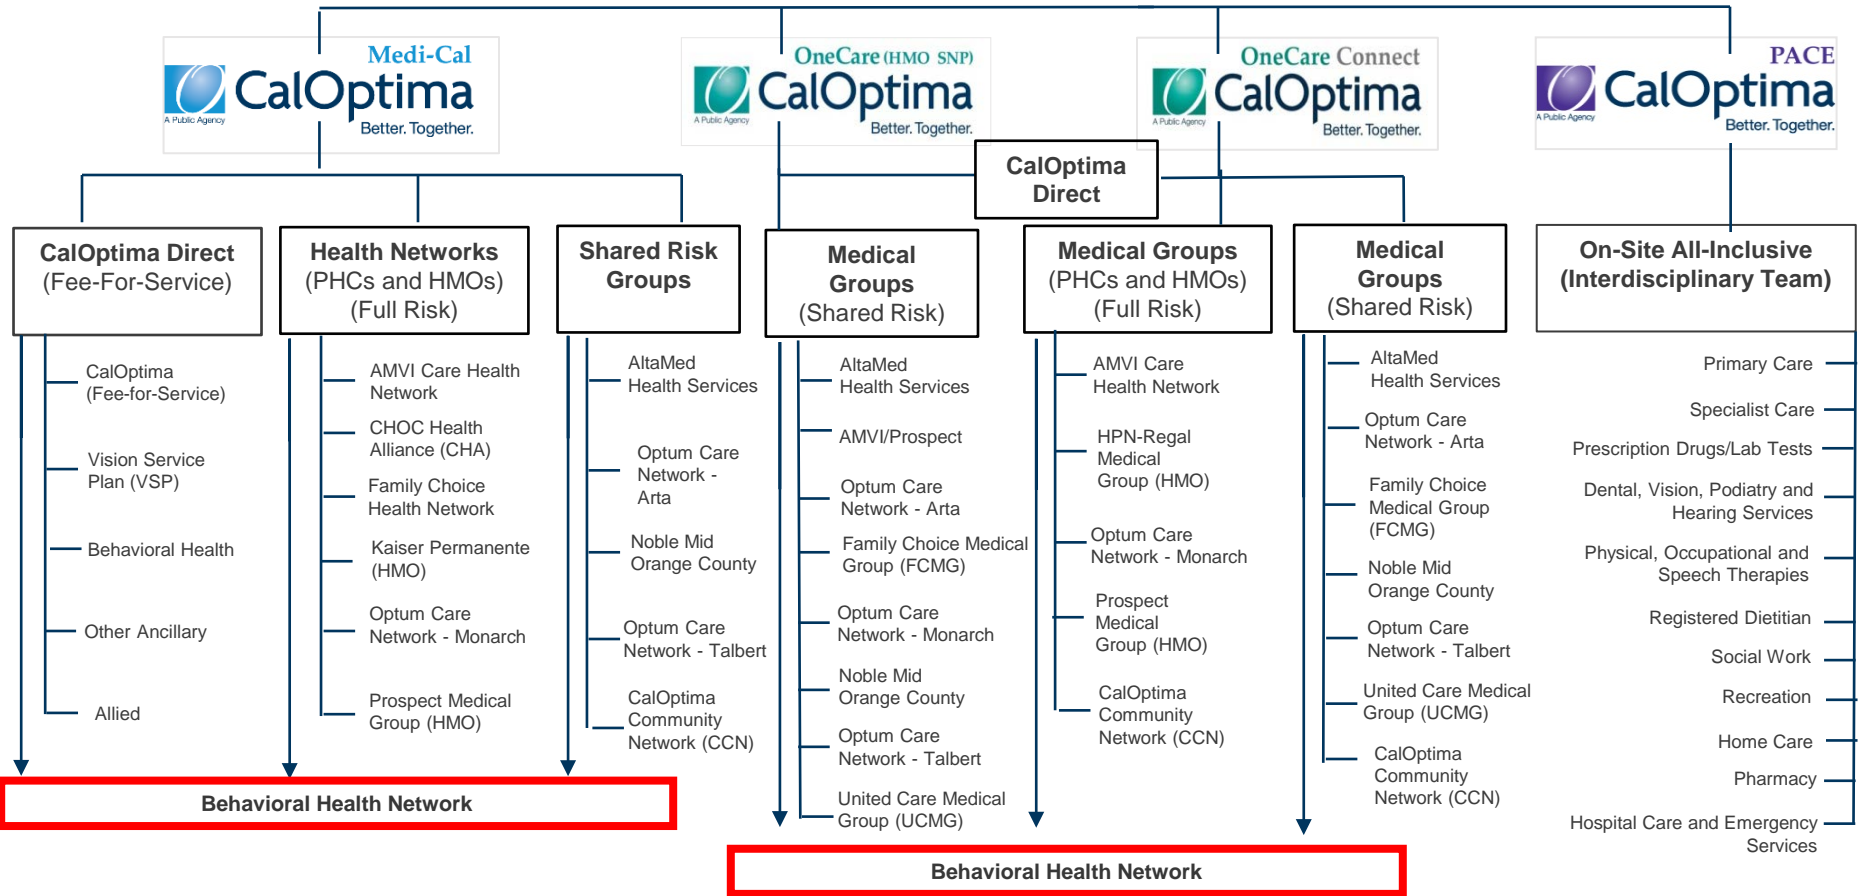 Medi-Cal
CalOptima
A Public Agency
Better. Together.
OneCare (HMO SNP)
CalOptima
A Public Agency
Better. Together.
OneCare Connect
CalOptima
A Public Agency
Better. Together.
PACE
CalOptima
A Public Agency
Better. Together.
CalOptima
Direct
CalOptima Direct
(Fee-For-Service)
CalOptima
(Fee-for-Service)
Vision Service
Plan (VSP)
Behavioral Health
Other Ancillary
Allied
Health Networks
(PHCs and HMOs)
(Full Risk)
AMVI Care Health
Network
CHOC Health
Alliance (CHA)
Family Choice
Health Network
Kaiser Permanente
(HMO)
Optum Care
Network - Monarch
Prospect Medical
Group (HMO)
Shared Risk
Groups
AltaMed
Health Services
Optum Care
Network -
Arta
Noble Mid
Orange County
Optum Care
Network - Talbert
CalOptima
Community
Network (CCN)
Behavioral Health Network
Medical
Groups
(Shared Risk)
AltaMed
Health Services
AMVI/Prospect
Optum Care
Network - Arta
Family Choice Medical
Group (FCMG)
Optum Care
Network - Monarch
Noble Mid
Orange County
Optum Care
Network - Talbert
United Care Medical
Group (UCMG)
Medical Groups
(PHCs and HMOs)
(Full Risk)
AMVI Care
Health Network
HPN-Regal
Medical
Group (HMO)
Optum Care
Network - Monarch
Prospect
Medical
Group (HMO)
CalOptima
Community
Network (CCN)
Medical
Groups
(Shared Risk)
AltaMed
Health Services
Optum Care
Network - Arta
Family Choice
Medical Group
(FCMG)
Noble Mid
Orange County
Optum Care
Network - Talbert
United Care Medical
Group (UCMG)
CalOptima
Community
Network (CCN)
Behavioral Health Network
On-Site All-Inclusive
(Interdisciplinary Team)
Primary Care
Specialist Care
Prescription Drugs/Lab Tests
Dental, Vision, Podiatry and
Hearing Services
Physical, Occupational and
Speech Therapies
Registered Dietitian
Social Work
Recreation
Home Care
Pharmacy
Hospital Care and Emergency
Services